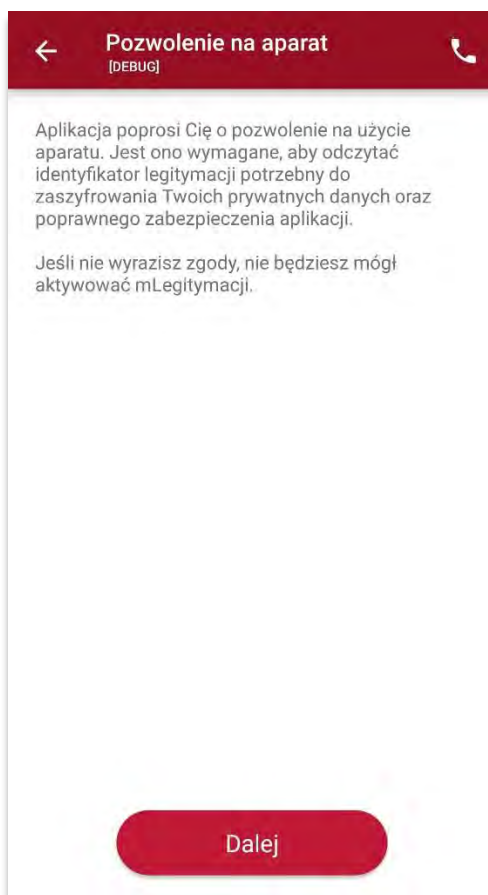 Pozwolenie na aparat
[DEBUG]
Aplikacja poprosi Cię o pozwolenie na użycie
aparatu. Jest ono wymagane, aby odczytać
identyfikator legitymacji potrzebny do
zaszyfrowania Twoich prywatnych danych oraz
poprawnego zabezpieczenia aplikacji.
Jeśli nie wyrazisz zgody, nie będziesz mógł
aktywować mLegitymacji.
Dalej